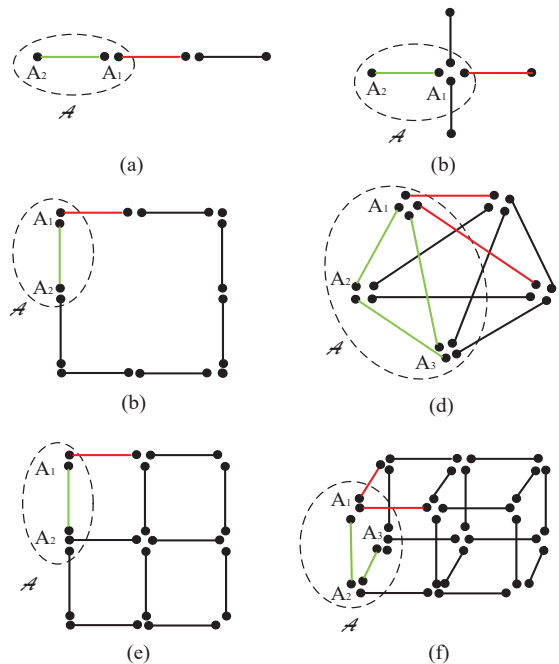 A₂ A₁
𝒜
(a)
A₂ A₁
𝒜
(b)
A₁
A₂
𝒜
(b)
A₁
A₂
A₃
𝒜
(d)
A₁
A₂
𝒜
(e)
A₁
A₃
A₂
𝒜
(f)